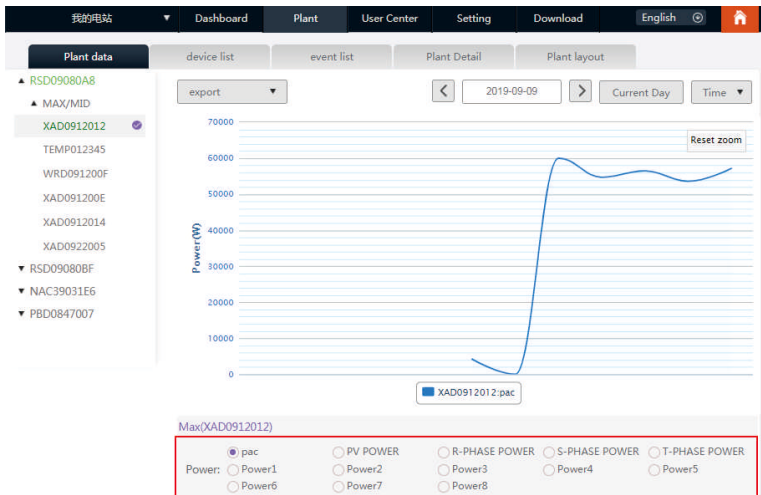 我的电站 ▼ Dashboard Plant User Center Setting Download English
Plant data device list event list Plant Detail Plant layout
▲ RSD09080A8
▲ MAX/MID
XAD0912012
TEMP012345
WRD091200F
XAD091200E
XAD0912014
XAD0922005
▼ RSD09080BF
▼ NAC39031E6
▼ PBD0847007
export ▼ < 2019-09-09 > Current Day Time ▼
Reset zoom
Power(W)
70000
60000
50000
40000
30000
20000
10000
0
XAD0912012:pac
Max(XAD0912012)
pac PV POWER R-PHASE POWER S-PHASE POWER T-PHASE POWER
Power: Power1 Power2 Power3 Power4 Power5
Power6 Power7 Power8